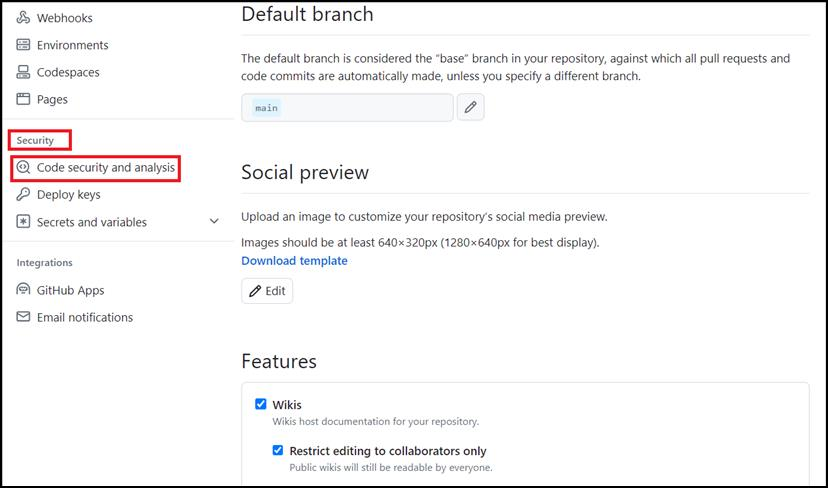 Webhooks
Environments
Codespaces
Pages
Security
Code security and analysis
Deploy keys
Secrets and variables
Integrations
GitHub Apps
Email notifications
Default branch
The default branch is considered the “base” branch in your repository, against which all pull requests and
code commits are automatically made, unless you specify a different branch.
main
Social preview
Upload an image to customize your repository’s social media preview.
Images should be at least 640×320px (1280×640px for best display).
Download template
Edit
Features
Wikis
Wikis host documentation for your repository.
Restrict editing to collaborators only
Public wikis will still be readable by everyone.